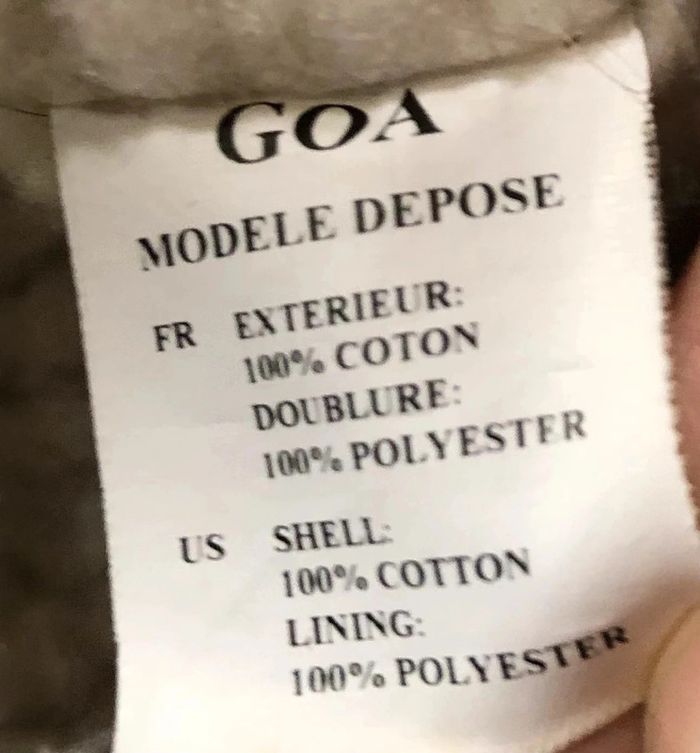 GOA
MODELE DEPOSE
FR EXTERIEUR:
100% COTON
DOUBLURE:
100% POLYESTER
US SHELL:
100% COTTON
LINING:
100% POLYESTER